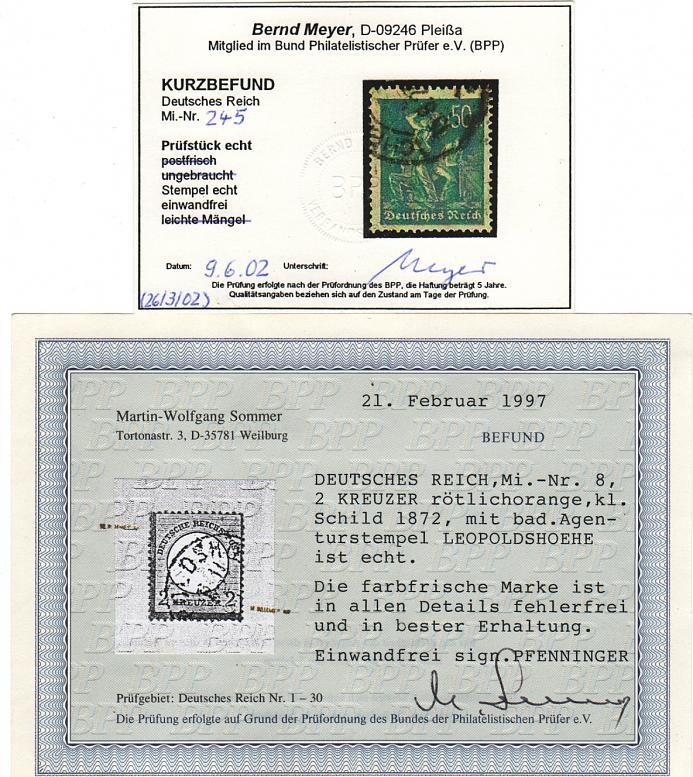 Bernd Meyer, D-09246 Pleißa
Mitglied im Bund Philatelistischer Prüfer e.V. (BPP)
KURZBEFUND
Deutsches Reich
Mi.-Nr. 245
Prüfstück echt
postfrisch
ungebraucht
Stempel echt
einwandfrei
leichte Mängel
50
Deutsches Reich
BERND
Datum: 9.6.02 Unterschrift: Meyer
Die Prüfung erfolgte nach der Prüfordnung des BPP, die Haftung beträgt 5 Jahre.
(26/3/02) Qualitätsangaben beziehen sich auf den Zustand am Tage der Prüfung.
21. Februar 1997
Martin-Wolfgang Sommer
Tortonastr. 3, D-35781 Weilburg
BEFUND
DEUTSCHES REICH,Mi.-Nr. 8,
2 KREUZER rötlichorange,kl.
Schild 1872, mit bad.Agen-
turstempel LEOPOLDSHOEHE
ist echt.
Die farbfrische Marke ist
in allen Details fehlerfrei
und in bester Erhaltung.
Einwandfrei sign.PFENNINGER
DEUTSCHE REICHSPOST
2 KREUZER 2
Prüfgebiet: Deutsches Reich Nr. 1 – 30
Die Prüfung erfolgte auf Grund der Prüfordnung des Bundes der Philatelistischen Prüfer e.V.